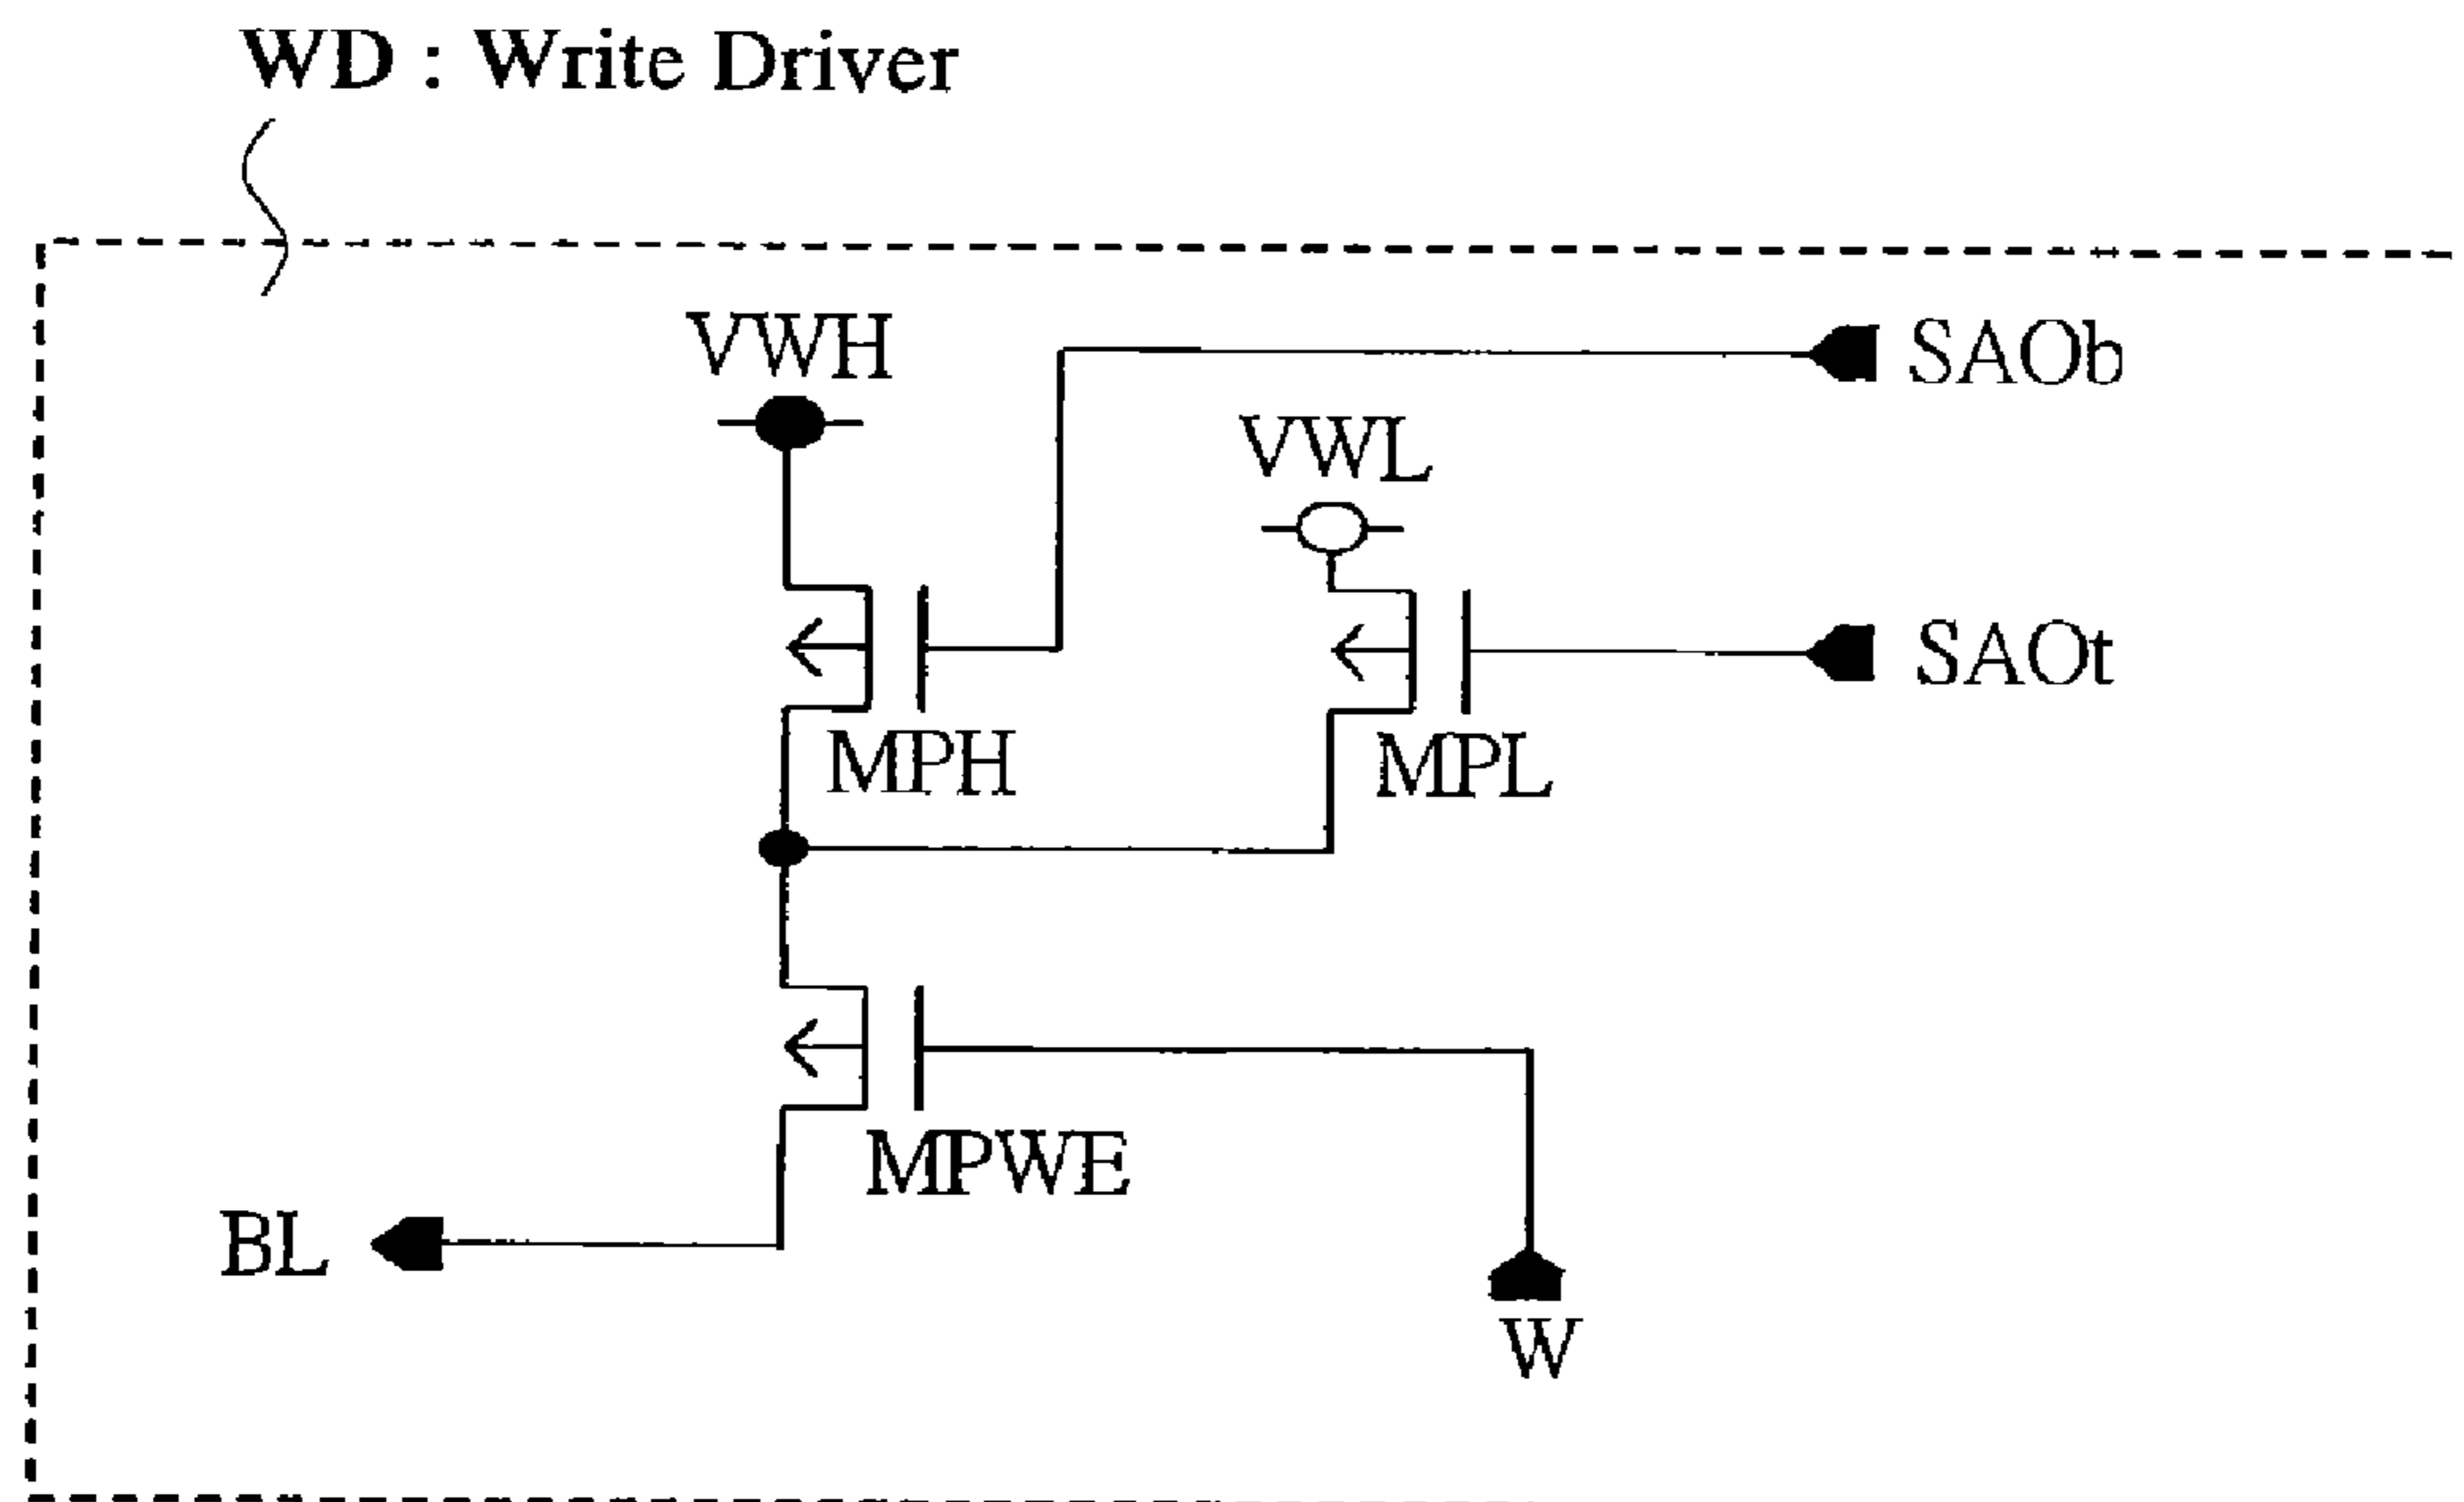 WD : Write Driver
VWH
SAOb
VWL
SAOt
MPH
MPL
MPWE
BL
W